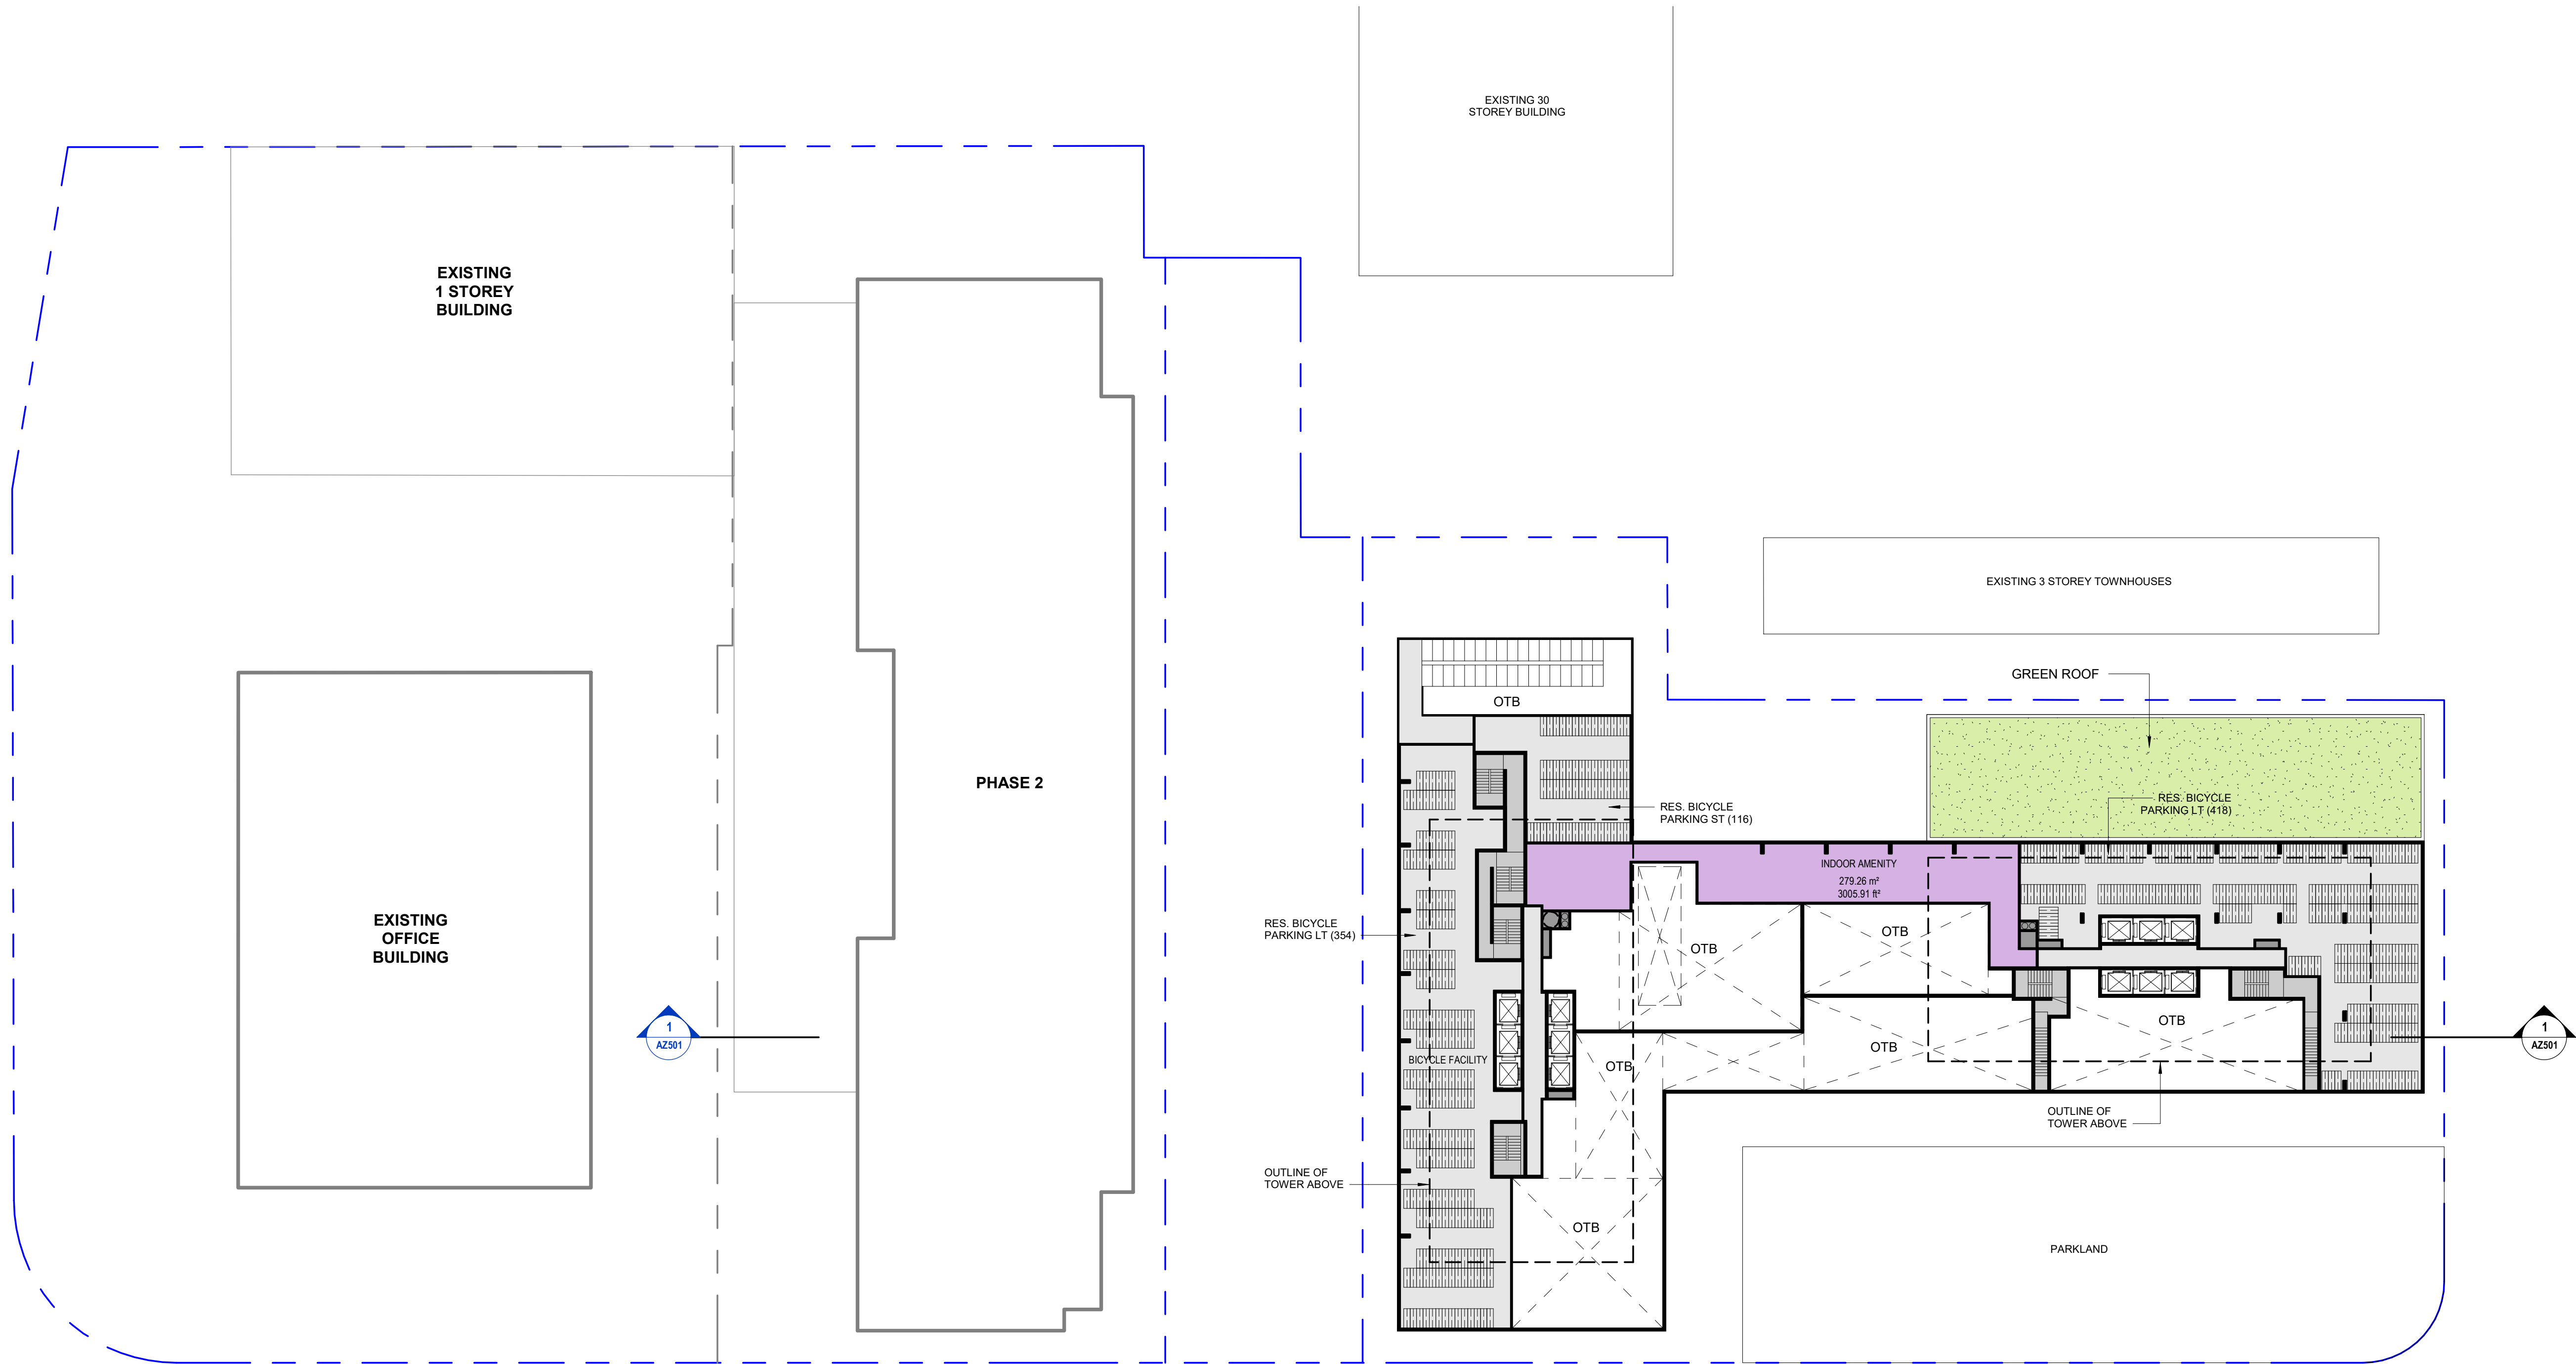 EXISTING 30
STOREY BUILDING
EXISTING
1 STOREY
BUILDING
EXISTING 3 STOREY TOWNHOUSES
GREEN ROOF
OTB
PHASE 2
RES. BICYCLE
PARKING ST (116)
RES. BICYCLE
PARKING LT (418)
INDOOR AMENITY
279.26 m²
3005.91 ft²
EXISTING
OFFICE
BUILDING
RES. BICYCLE
PARKING LT (354)
OTB
OTB
OTB
1
AZ501
BICYCLE FACILITY
OTB
OTB
1
AZ501
OUTLINE OF
TOWER ABOVE
OUTLINE OF
TOWER ABOVE
OTB
PARKLAND